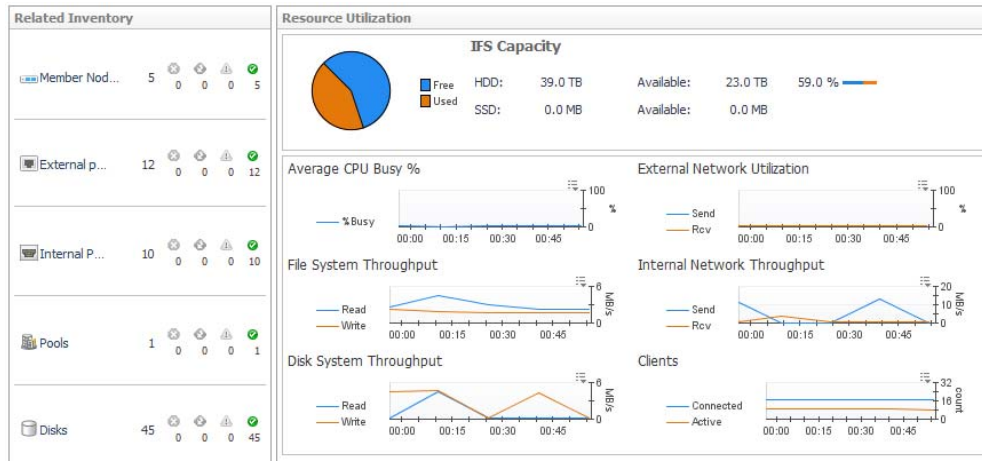 Related Inventory
Member Nod... 5 0 0 0 5
External p... 12 0 0 0 12
Internal P... 10 0 0 0 10
Pools 1 0 0 0 1
Disks 45 0 0 0 45
Resource Utilization
IFS Capacity
Free
Used
HDD: 39.0 TB Available: 23.0 TB 59.0 %
SSD: 0.0 MB Available: 0.0 MB
Average CPU Busy %
%Busy
100
0
%
00:00 00:15 00:30 00:45
External Network Utilization
Send
Rcv
100
0
%
00:00 00:15 00:30 00:45
File System Throughput
Read
Write
6
0
MB/s
00:00 00:15 00:30 00:45
Internal Network Throughput
Send
Rcv
20
10
0
MB/s
00:00 00:15 00:30 00:45
Disk System Throughput
Read
Write
6
0
MB/s
00:00 00:15 00:30 00:45
Clients
Connected
Active
32
16
0
count
00:00 00:15 00:30 00:45